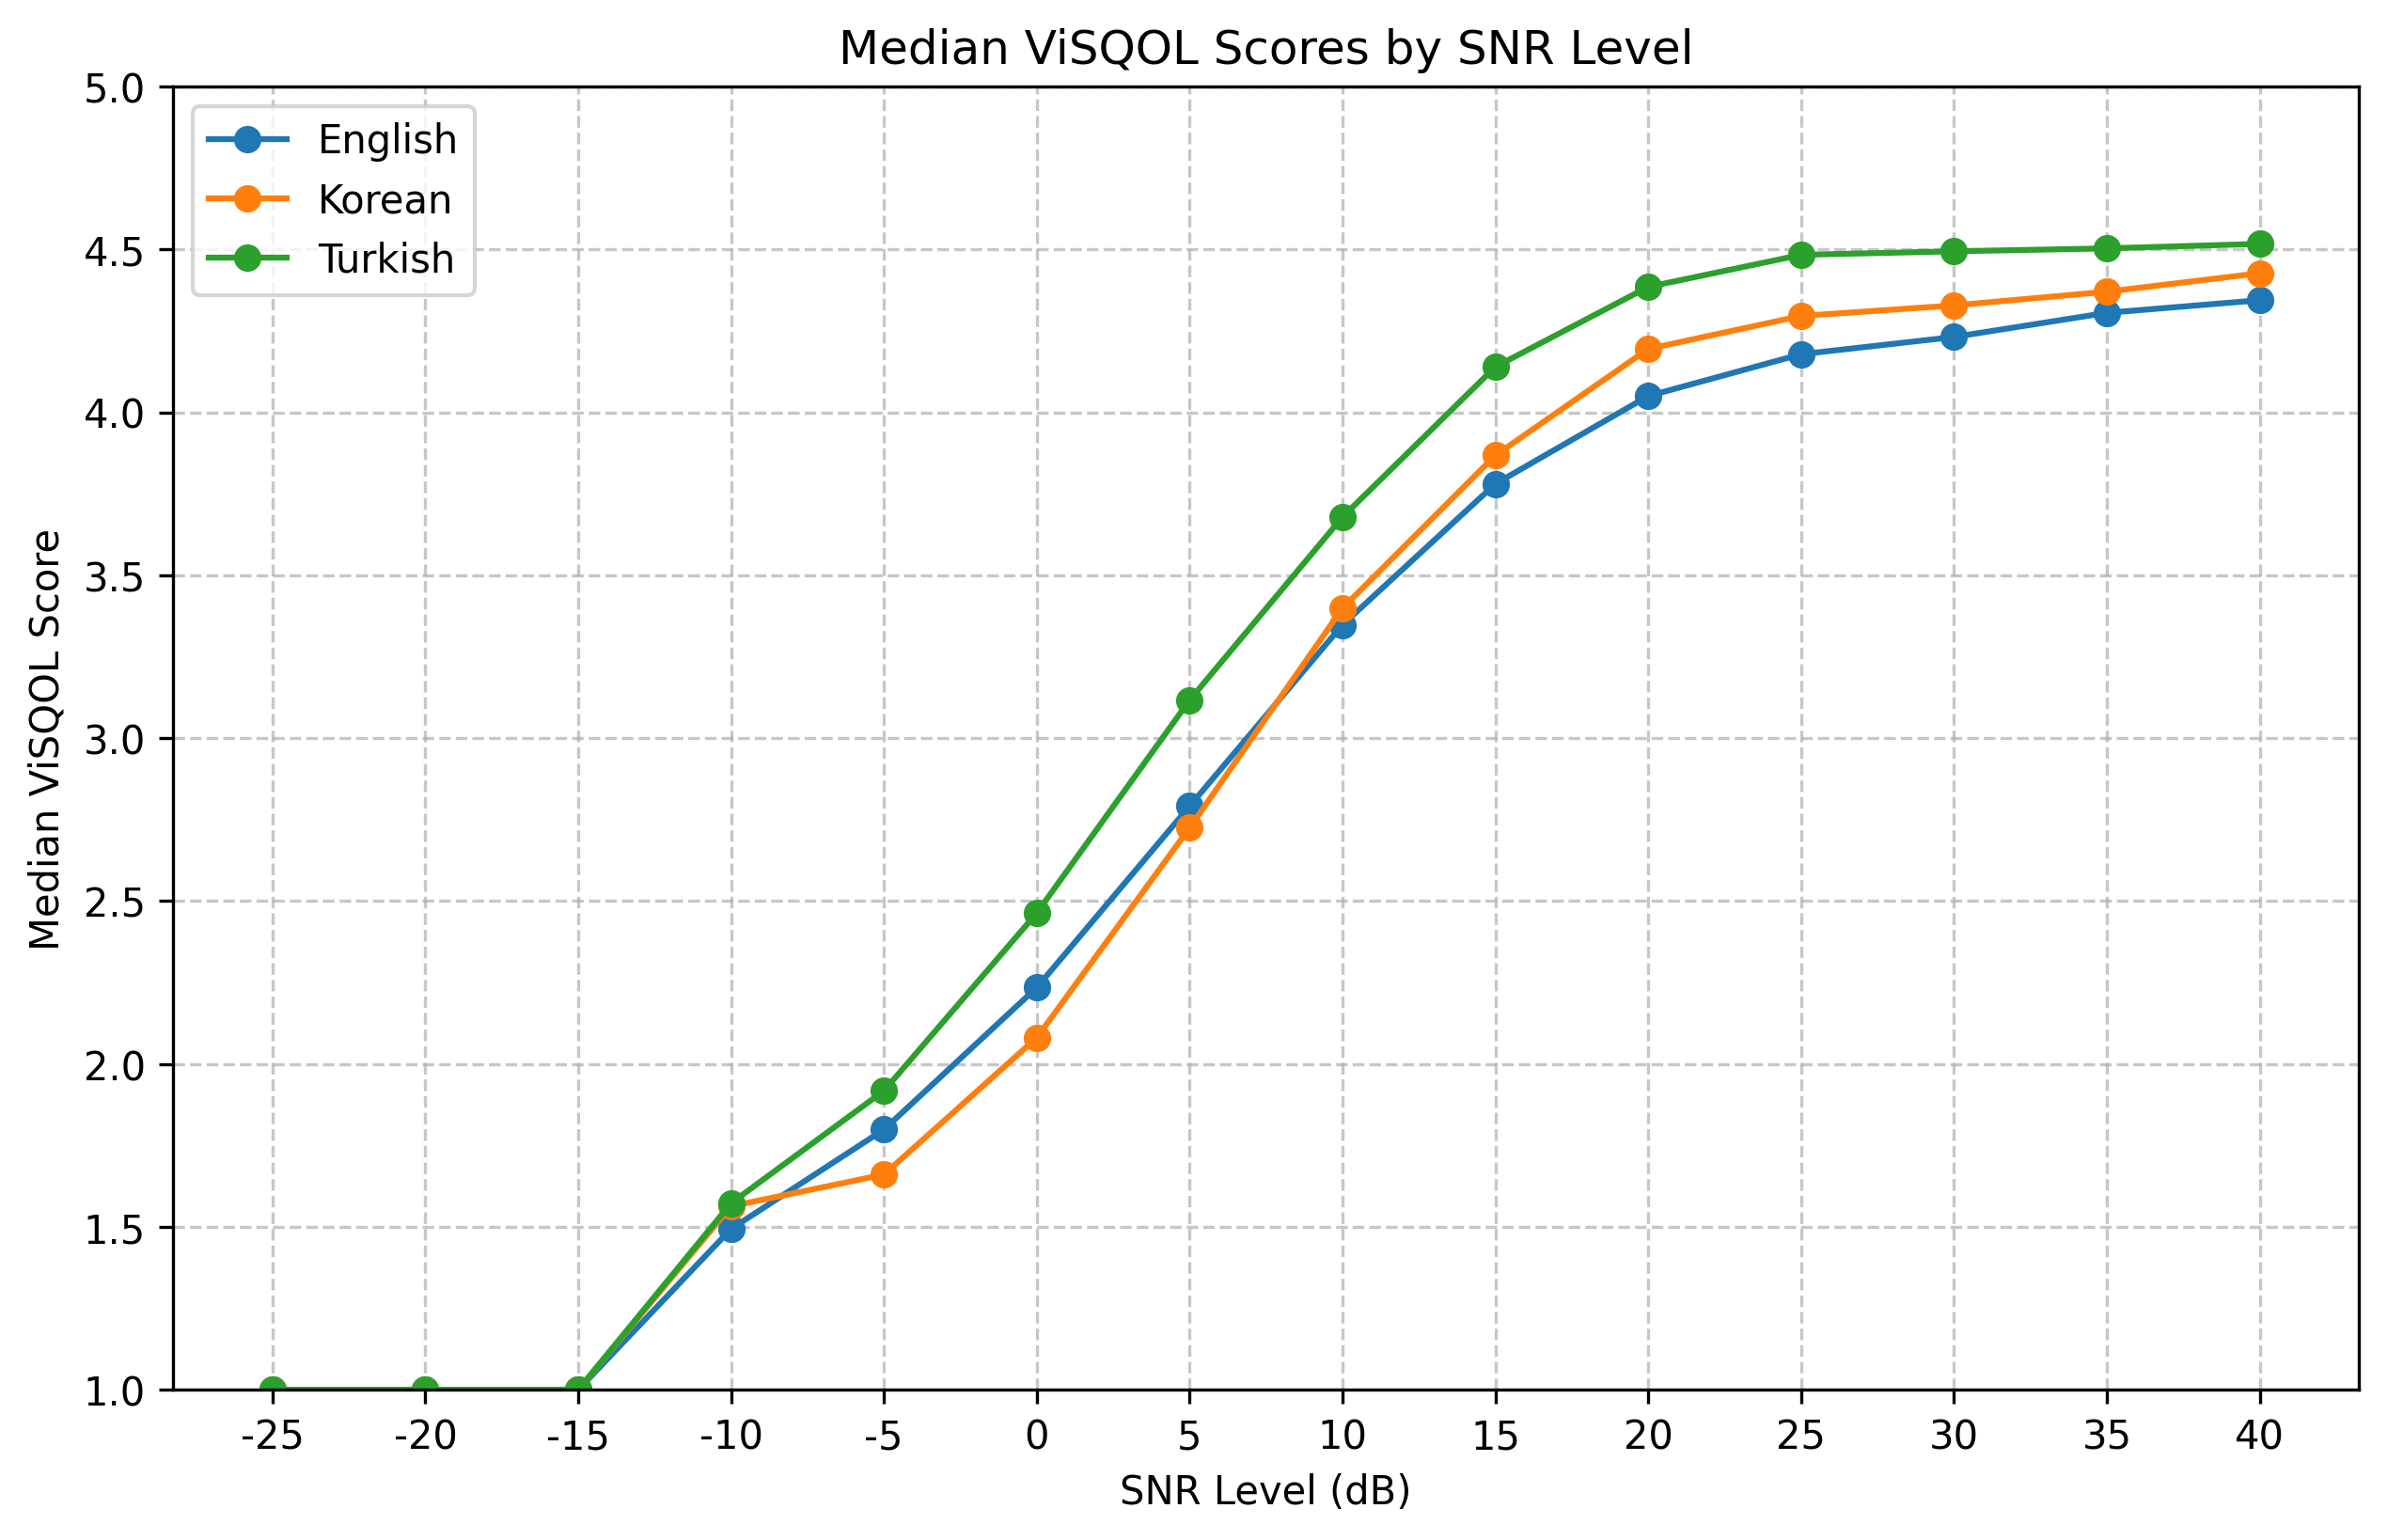 Median ViSQOL Scores by SNR Level
English
Korean
Turkish
Median ViSQOL Score
5.0
4.5
4.0
3.5
3.0
2.5
2.0
1.5
1.0
-25 -20 -15 -10 -5 0 5 10 15 20 25 30 35 40
SNR Level (dB)